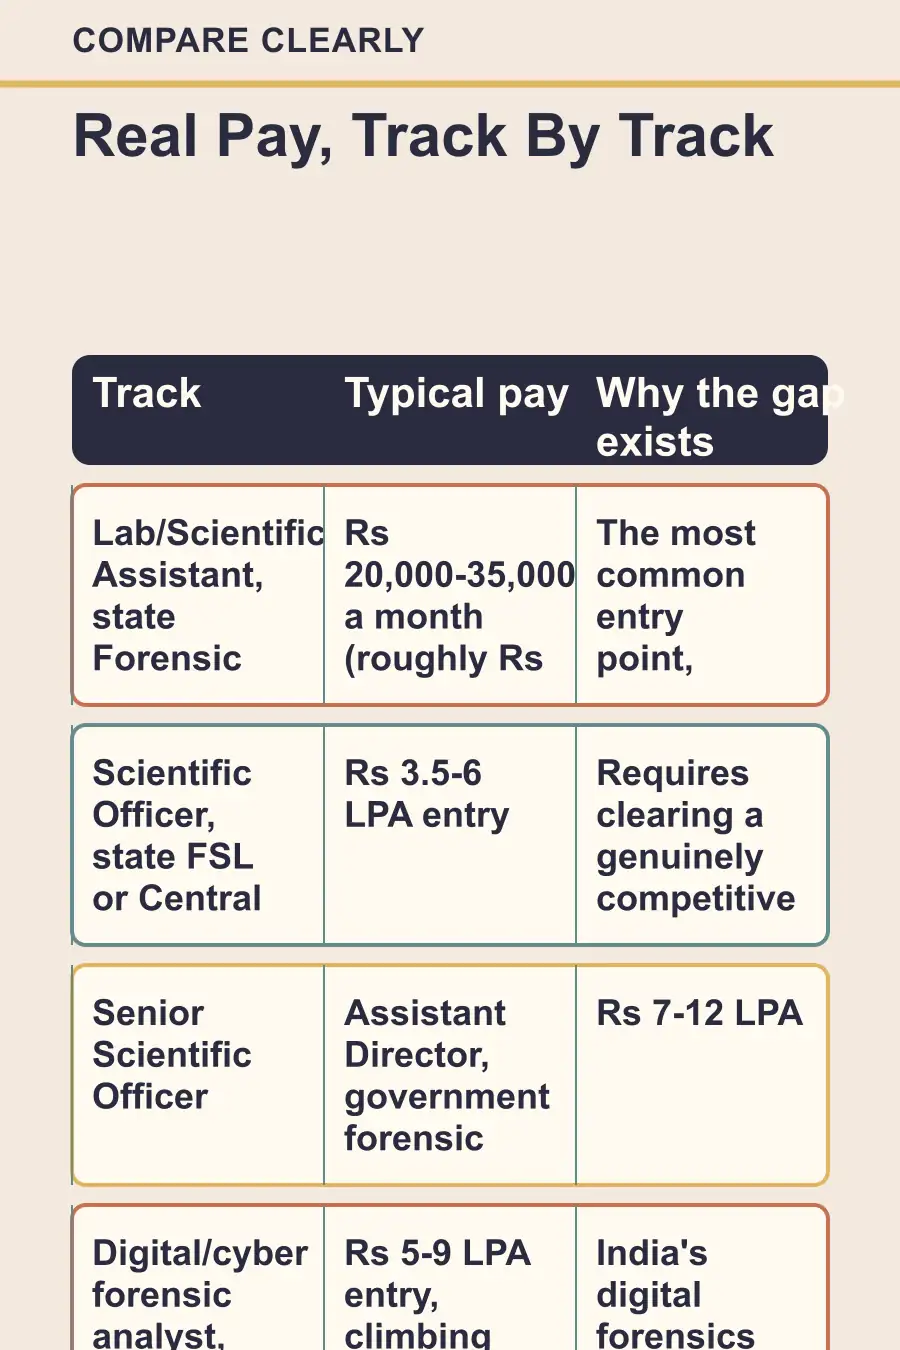 COMPARE CLEARLY
Real Pay, Track By Track
Track
Typical pay
Why the gap
exists
Lab/Scientific
Assistant,
state
Forensic
Rs
20,000-35,000
a month
(roughly Rs
The most
common
entry
point,
Scientific
Officer,
state FSL
or Central
Rs 3.5-6
LPA entry
Requires
clearing a
genuinely
competitive
Senior
Scientific
Officer
Assistant
Director,
government
forensic
Rs 7-12 LPA
Digital/cyber
forensic
analyst,
Rs 5-9 LPA
entry,
climbing
India's
digital
forensics